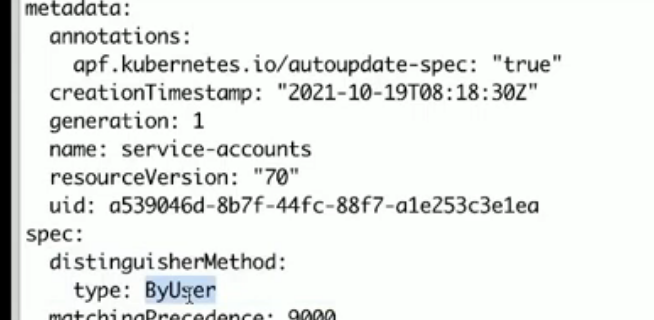 metadata:
  annotations:
    apf.kubernetes.io/autoupdate-spec: "true"
  creationTimestamp: "2021-10-19T08:18:30Z"
  generation: 1
  name: service-accounts
  resourceVersion: "70"
  uid: a539046d-8b7f-44fc-88f7-a1e253c3e1ea
spec:
  distinguisherMethod:
    type: ByUser
  matchingPrecedence: 9000